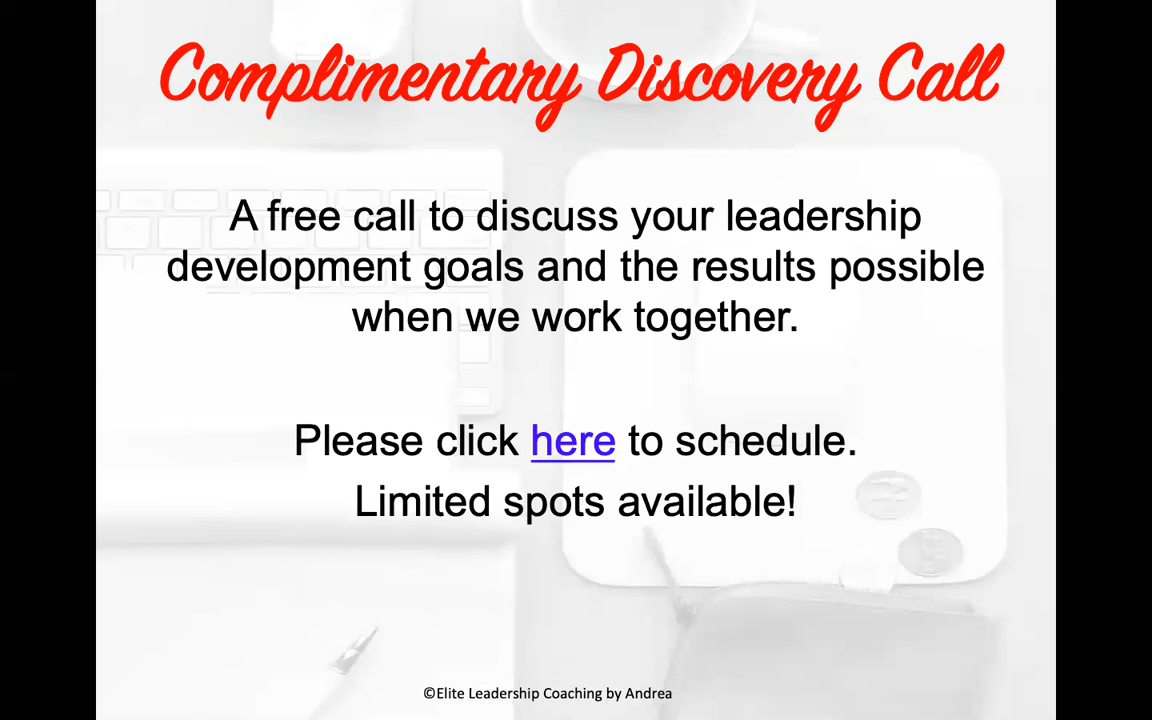 Complimentary Discovery Call
A free call to discuss your leadership
development goals and the results possible
when we work together.
Please click here to schedule.
Limited spots available!
©Elite Leadership Coaching by Andrea